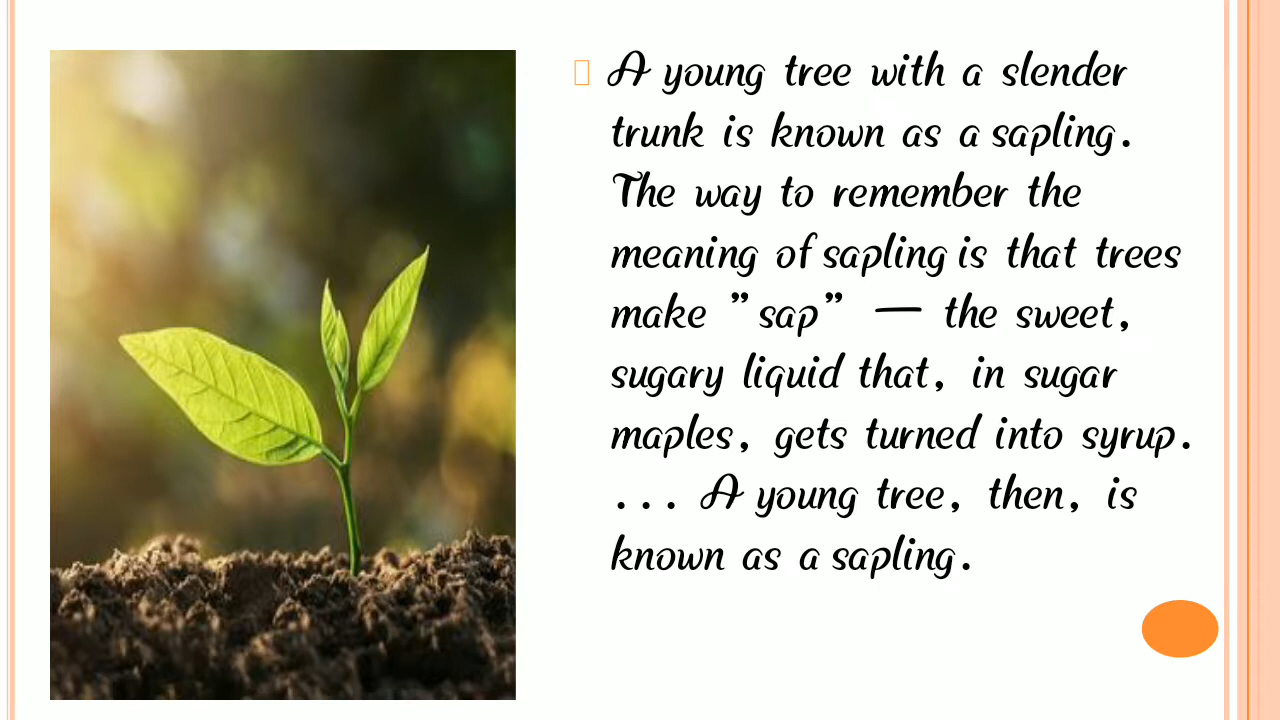 A young tree with a slender
trunk is known as a sapling.
The way to remember the
meaning of sapling is that trees
make ”sap” — the sweet,
sugary liquid that, in sugar
maples, gets turned into syrup.
... A young tree, then, is
known as a sapling.